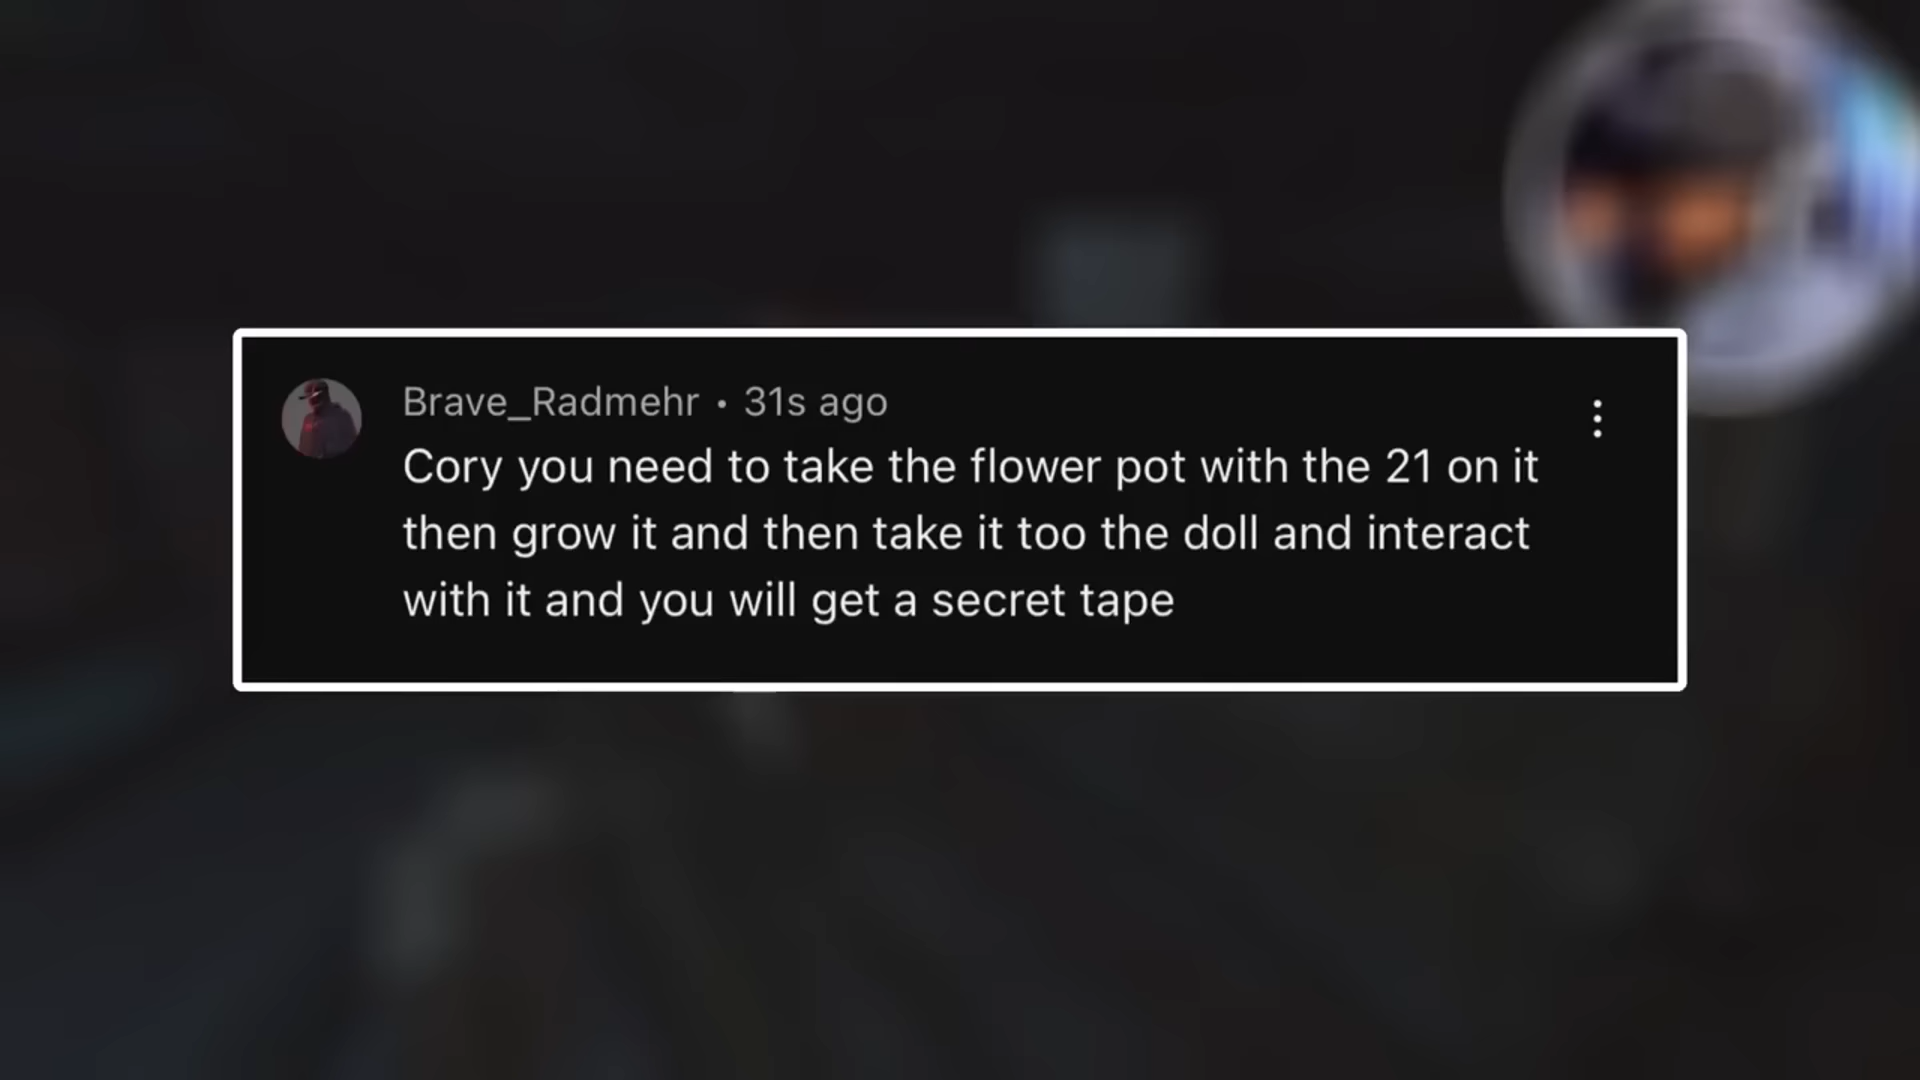 Brave_Radmehr • 31s ago
Cory you need to take the flower pot with the 21 on it
then grow it and then take it too the doll and interact
with it and you will get a secret tape